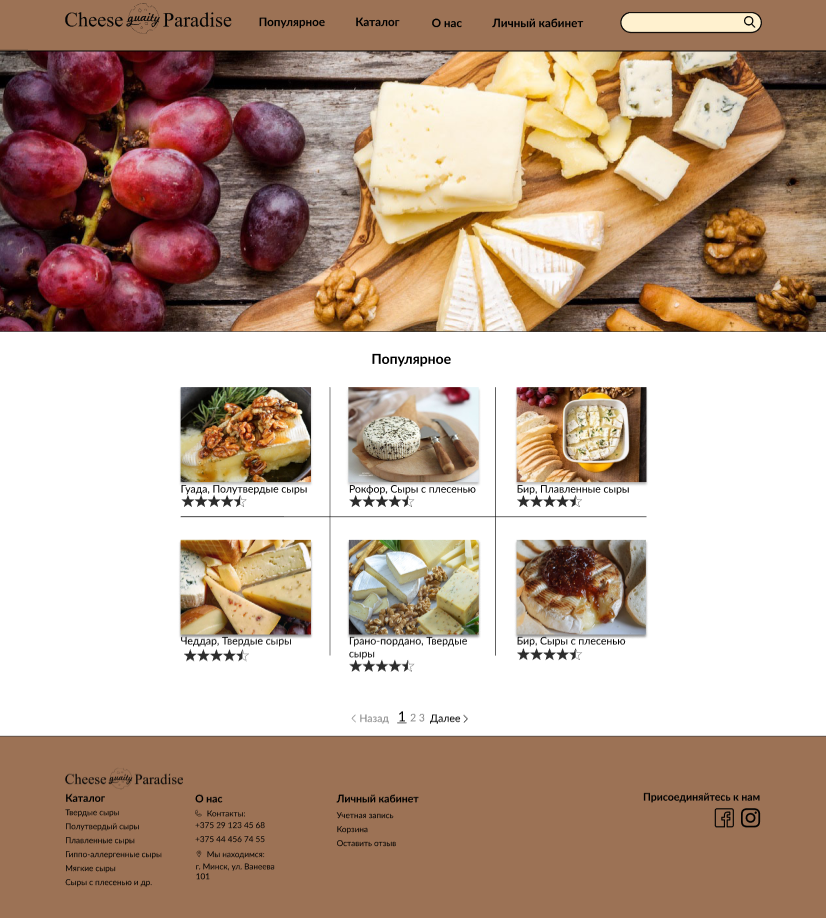 Cheese guaity Paradise
Популярное
Каталог
О нас
Личный кабинет
Популярное
Гуада, Полутвердые сыры
Рокфор, Сыры с плесенью
Бир, Плавленные сыры
Чеддар, Твердые сыры
Грано-пордано, Твердые
сыры
Бир, Сыры с плесенью
Назад 1 2 3 Далее
Cheese guaity Paradise
Каталог
Твердые сыры
Полутвердый сыры
Плавленные сыры
Гиппо-аллергенные сыры
Мягкие сыры
Сыры с плесенью и др.
О нас
Контакты:
+375 29 123 45 68
+375 44 456 74 55
Мы находимся:
г. Минск, ул. Ванеева
101
Личный кабинет
Учетная запись
Корзина
Оставить отзыв
Присоединяйтесь к нам